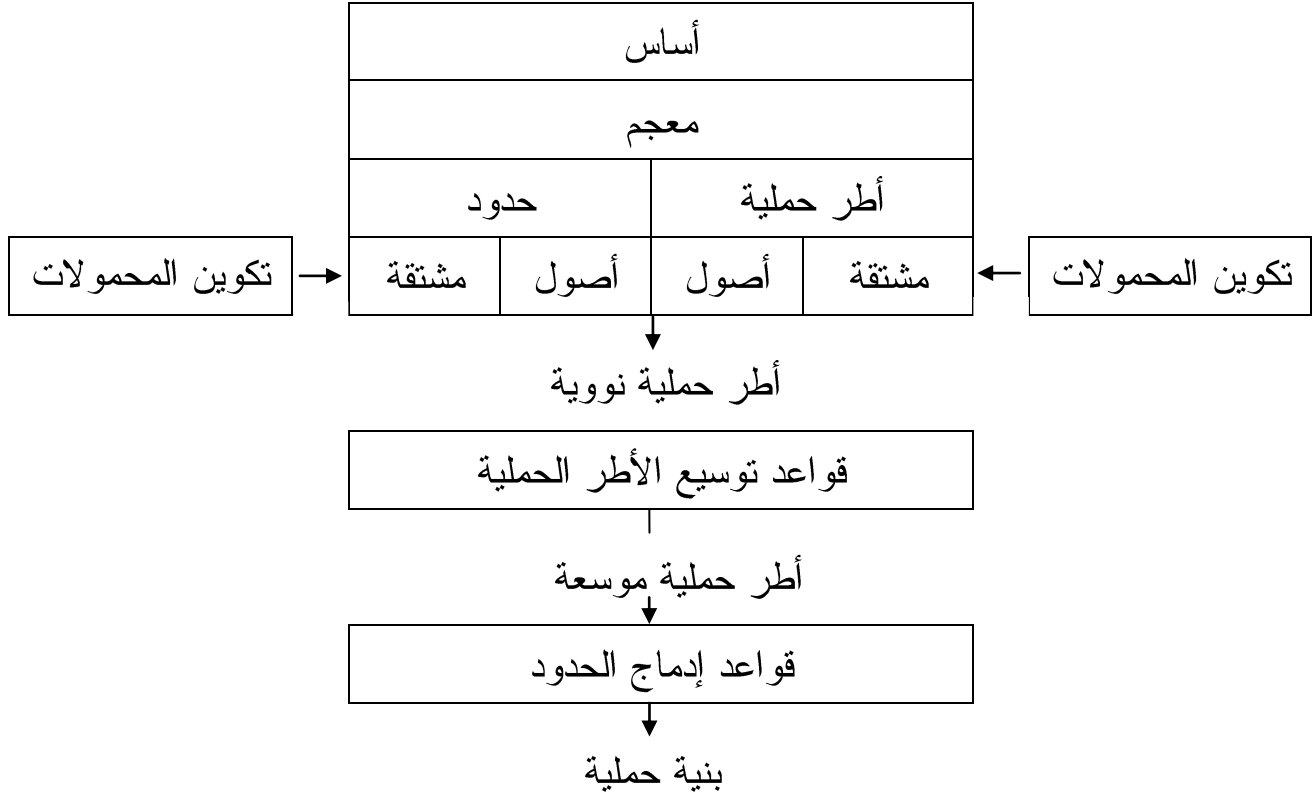 أساس
معجم
أطر حملية
حدود
تكوين المحمولات
مشتقة
أصول
أصول
مشتقة
تكوين المحمولات
أطر حملية نووية
قواعد توسيع الأطر الحملية
أطر حملية موسعة
قواعد إدماج الحدود
بنية حملية